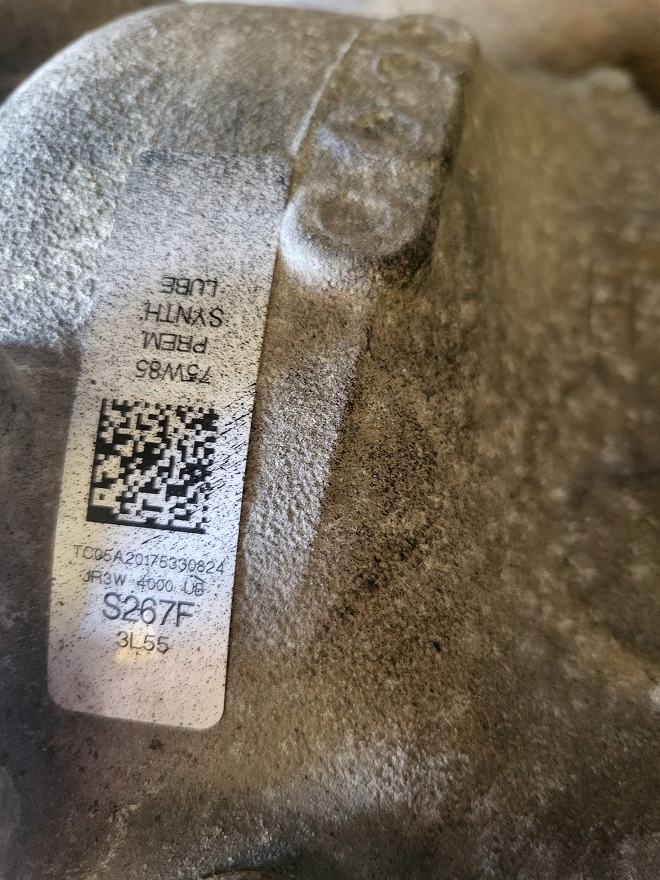 75W85
PREM
SYNTH
LUBE
TC05A20175330824
JR3W 4000 UB
S267F
3L55